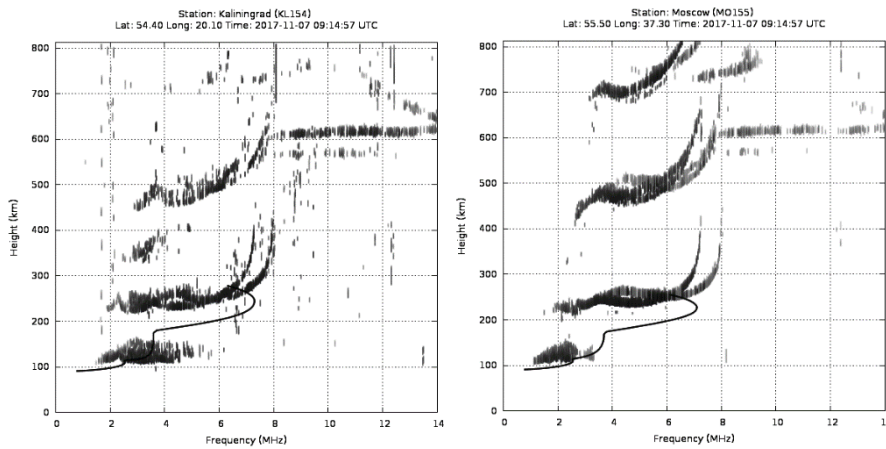 Station: Kaliningrad (KL154)
Lat: 54.40 Long: 20.10 Time: 2017-11-07 09:14:57 UTC
800
700
600
500
400
300
200
100
0
Height (km)
0 2 4 6 8 10 12 14
Frequency (MHz)
Station: Moscow (MO155)
Lat: 55.50 Long: 37.30 Time: 2017-11-07 09:14:57 UTC
800
700
600
500
400
300
200
100
0
Height (km)
0 2 4 6 8 10 12 1
Frequency (MHz)